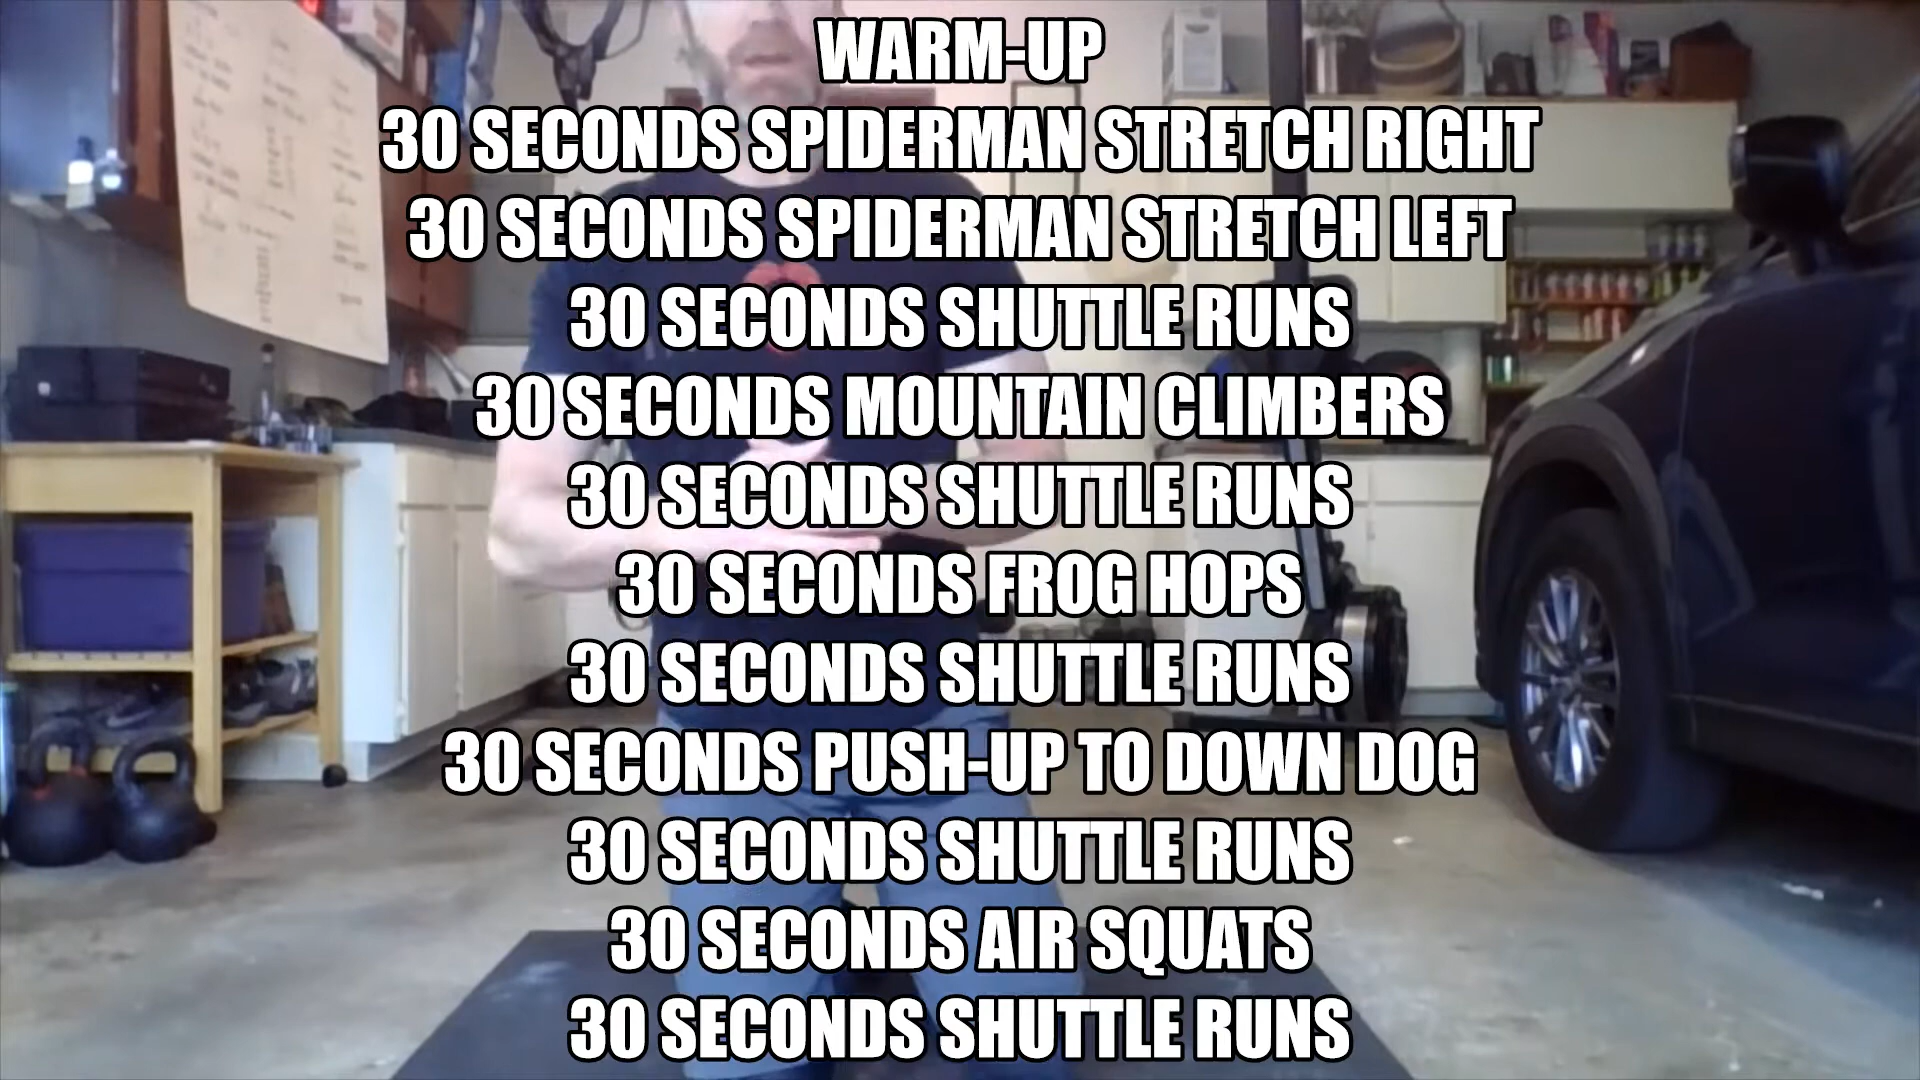 WARM-UP
30 SECONDS SPIDERMAN STRETCH RIGHT
30 SECONDS SPIDERMAN STRETCH LEFT
30 SECONDS SHUTTLE RUNS
30 SECONDS MOUNTAIN CLIMBERS
30 SECONDS SHUTTLE RUNS
30 SECONDS FROG HOPS
30 SECONDS SHUTTLE RUNS
30 SECONDS PUSH-UP TO DOWN DOG
30 SECONDS SHUTTLE RUNS
30 SECONDS AIR SQUATS
30 SECONDS SHUTTLE RUNS